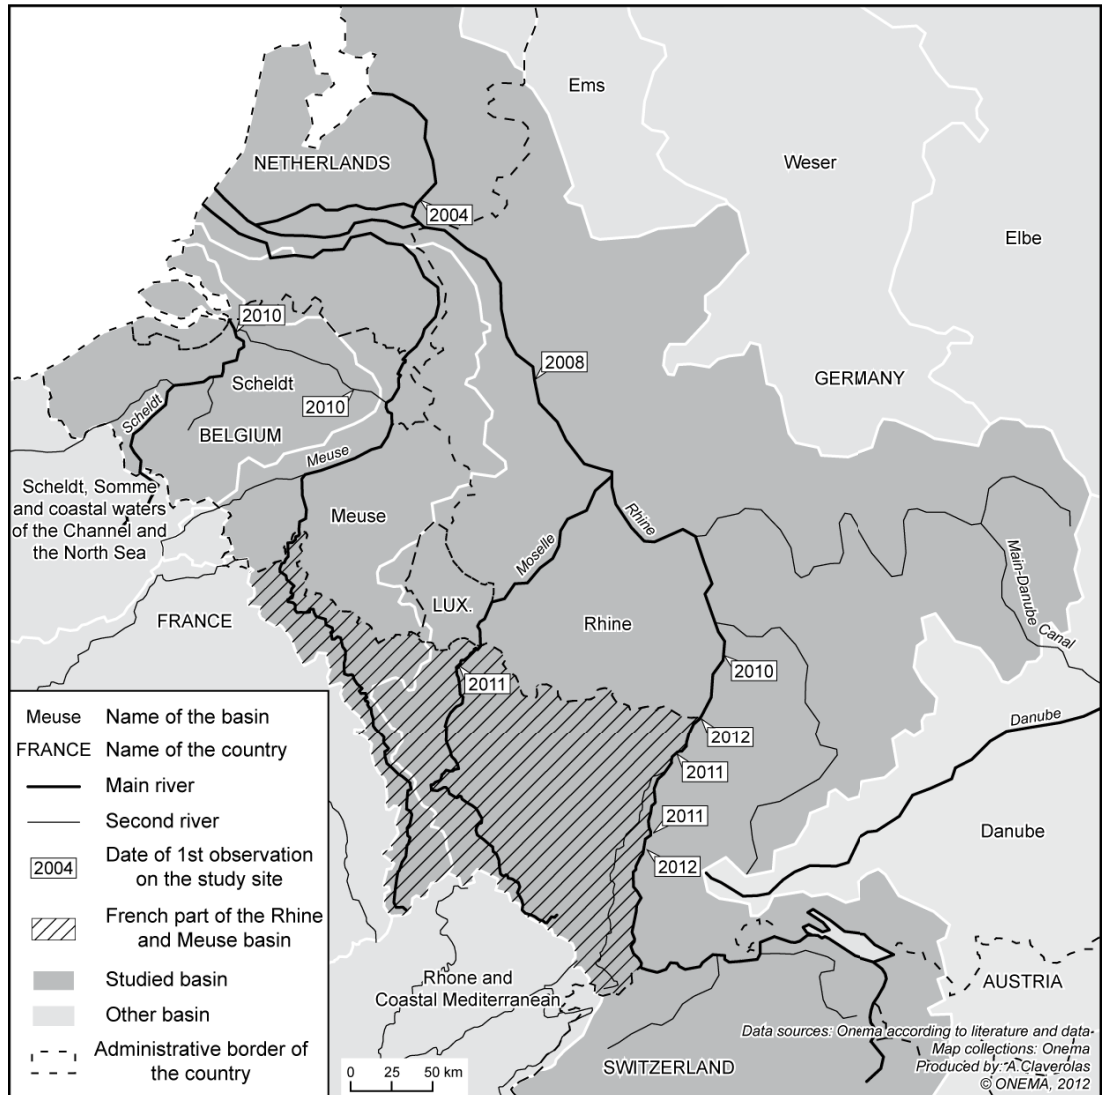 Ems
Weser
NETHERLANDS
2004
Elbe
2010
2008
Scheldt
GERMANY
2010
Scheldt
BELGIUM
Meuse
Scheldt, Somme
and coastal waters
of the Channel and
the North Sea
Meuse
Rhine
Moselle
Main-Danube Canal
LUX.
FRANCE
Rhine
2010
2011
Danube
2012
2011
2011
Danube
2012
Meuse Name of the basin
FRANCE Name of the country
Main river
Second river
2004 Date of 1st observation
on the study site
French part of the Rhine
and Meuse basin
Studied basin
Other basin
Administrative border of
the country
Rhone and
Coastal Mediterranean
AUSTRIA
SWITZERLAND
0 25 50 km
Data sources: Onema according to literature and data
Map collections: Onema
Produced by: A.Claverolas
© ONEMA, 2012